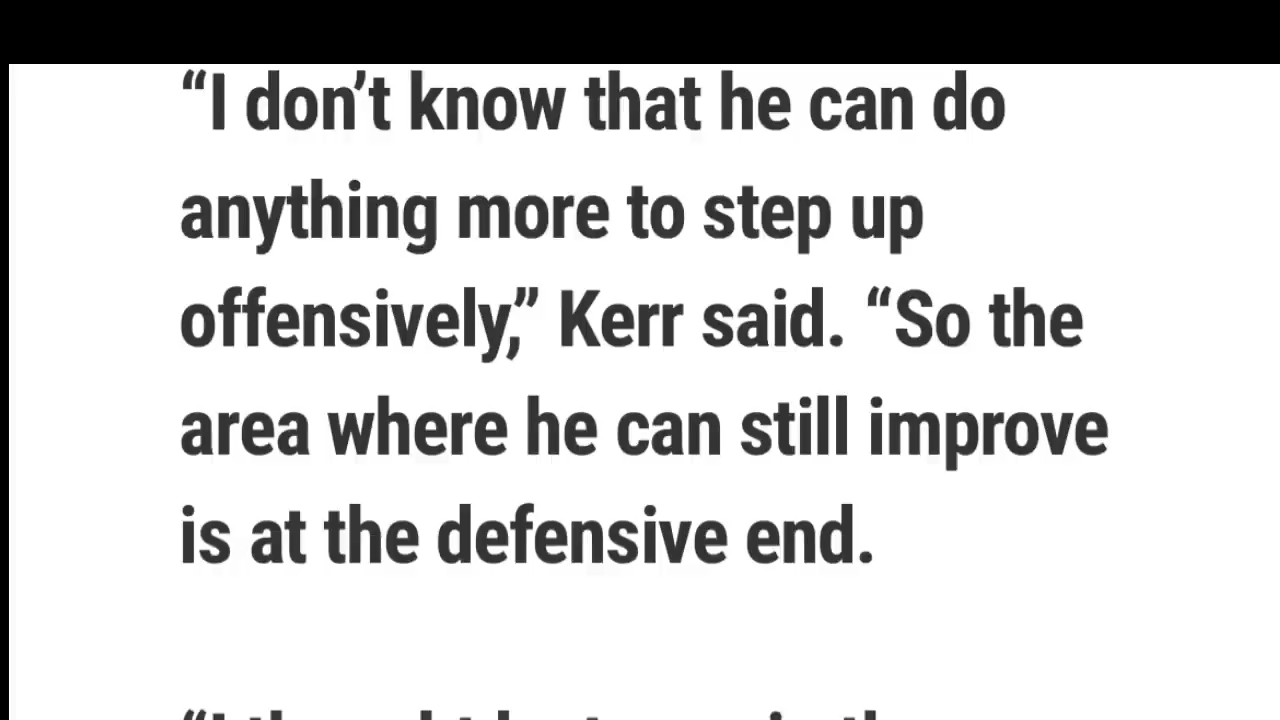 “I don’t know that he can do
anything more to step up
offensively,” Kerr said. “So the
area where he can still improve
is at the defensive end.